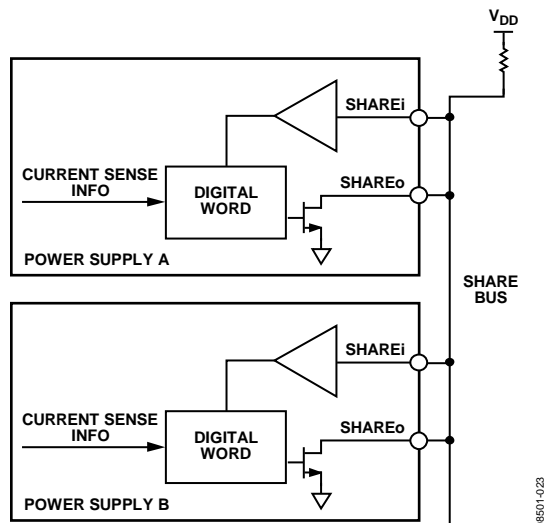 VDD
SHAREi
CURRENT SENSE
INFO
DIGITAL
WORD
SHAREo
POWER SUPPLY A
SHARE
BUS
SHAREi
CURRENT SENSE
INFO
DIGITAL
WORD
SHAREo
POWER SUPPLY B
8501-023